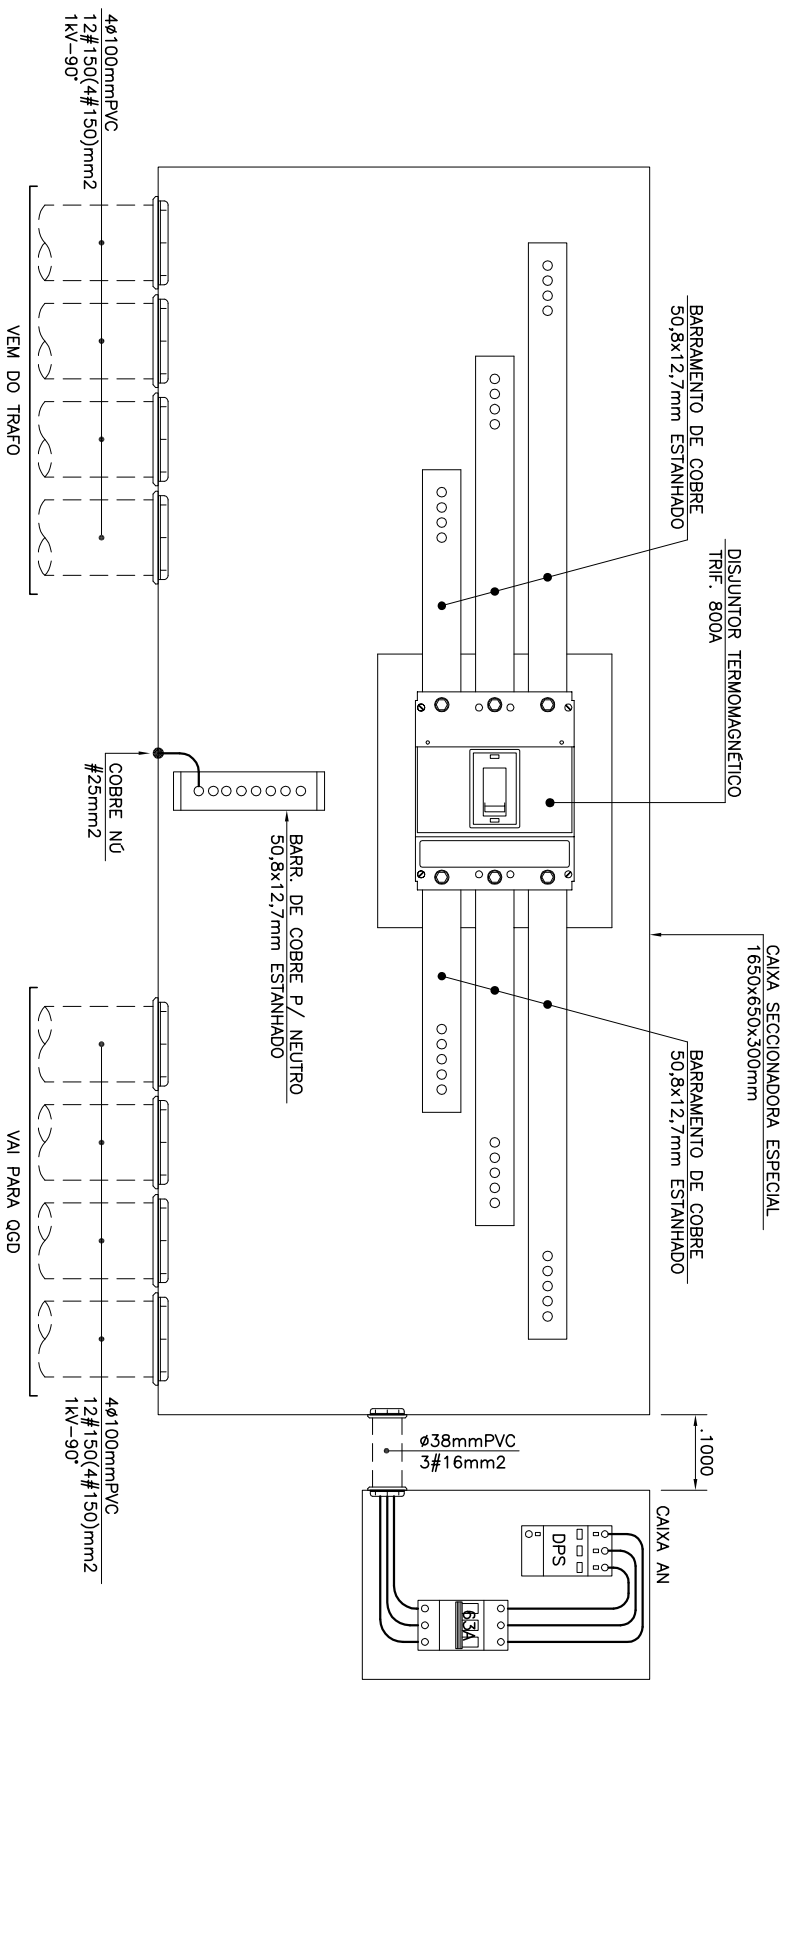 CAIXA SECCIONADORA ESPECIAL
1650x650x300mm
DISJUNTOR TERMOMAGNÉTICO
TRIF. 800A
BARRAMENTO DE COBRE
50,8x12,7mm ESTANHADO
BARRAMENTO DE COBRE
50,8x12,7mm ESTANHADO
.1000
CAIXA AN
DPS
63A
ø38mmPVC
3#16mm2
BARR. DE COBRE P/ NEUTRO
50,8x12,7mm ESTANHADO
COBRE NÚ
#25mm2
4ø100mmPVC
12#150(4#150)mm2
1kV-90°
VEM DO TRAFO
4ø100mmPVC
12#150(4#150)mm2
1kV-90°
VAI PARA QGD